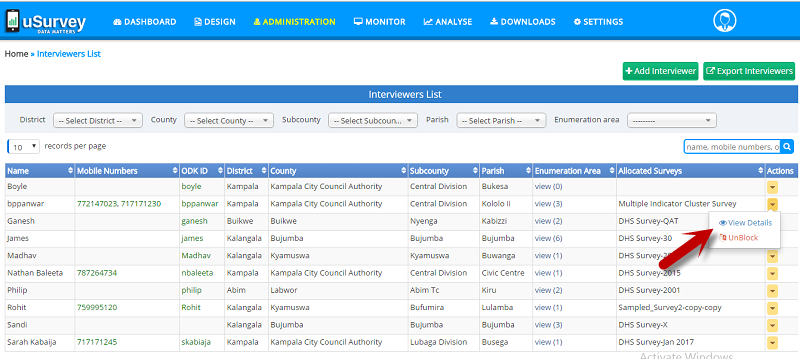 uSurvey DASHBOARD DESIGN ADMINISTRATION MONITOR ANALYSE DOWNLOADS SETTINGS
DATA MATTERS
Home » Interviewers List
+ Add Interviewer Export Interviewers
Interviewers List
District -- Select District -- County -- Select County -- Subcounty -- Select Subcoun... Parish -- Select Parish -- Enumeration area ---------
10 records per page name, mobile numbers, o
Name Mobile Numbers ODK ID District County Subcounty Parish Enumeration Area Allocated Surveys Actions
Boyle boyle Kampala Kampala City Council Authority Central Division Bukesa view (0)
bppanwar 772147023, 717171230 bppanwar Kampala Kampala City Council Authority Central Division Kololo Ii view (3) Multiple Indicator Cluster Survey
Ganesh ganesh Buikwe Buikwe Nyenga Kabizzi view (2) DHS Survey-QAT
View Details
James james Kalangala Bujumba Bujumba Bujumba view (6) DHS Survey-30
UnBlock
Madhav Madhav Kalangala Kyamuswa Kyamuswa Buwanga view (1) DHS
Nathan Baleeta 787264734 nbaleeta Kampala Kampala City Council Authority Central Division Civic Centre view (1) DHS Survey-2015
Philip philip Abim Labwor Abim Tc Kiru view (2) DHS Survey-2001
Rohit 759995120 Rohit Kalangala Kyamuswa Bufumira Lulamba view (1) Sampled_Survey2-copy-copy
Sandi Kalangala Bujumba Bujumba Bujumba view (3) DHS Survey-X
Sarah Kabaija 717171245 skabiaja Kampala Kampala City Council Authority Lubaga Division Busega view (1) DHS Survey-Jan 2017
Activate Windows